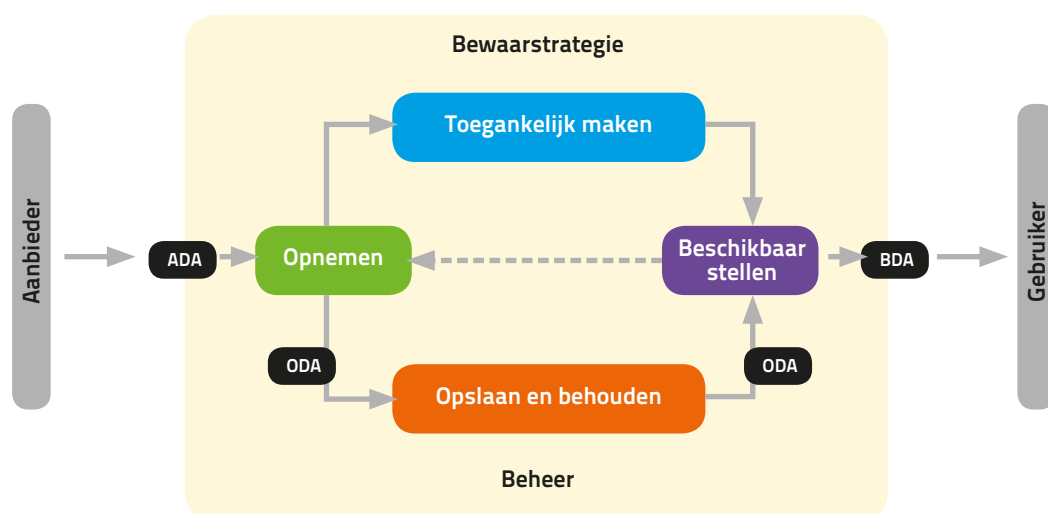 Bewaarstrategie
Toegankelijk maken
Aanbieder
ADA
Opnemen
Beschikbaar
stellen
BDA
Gebruiker
ODA
ODA
Opslaan en behouden
Beheer